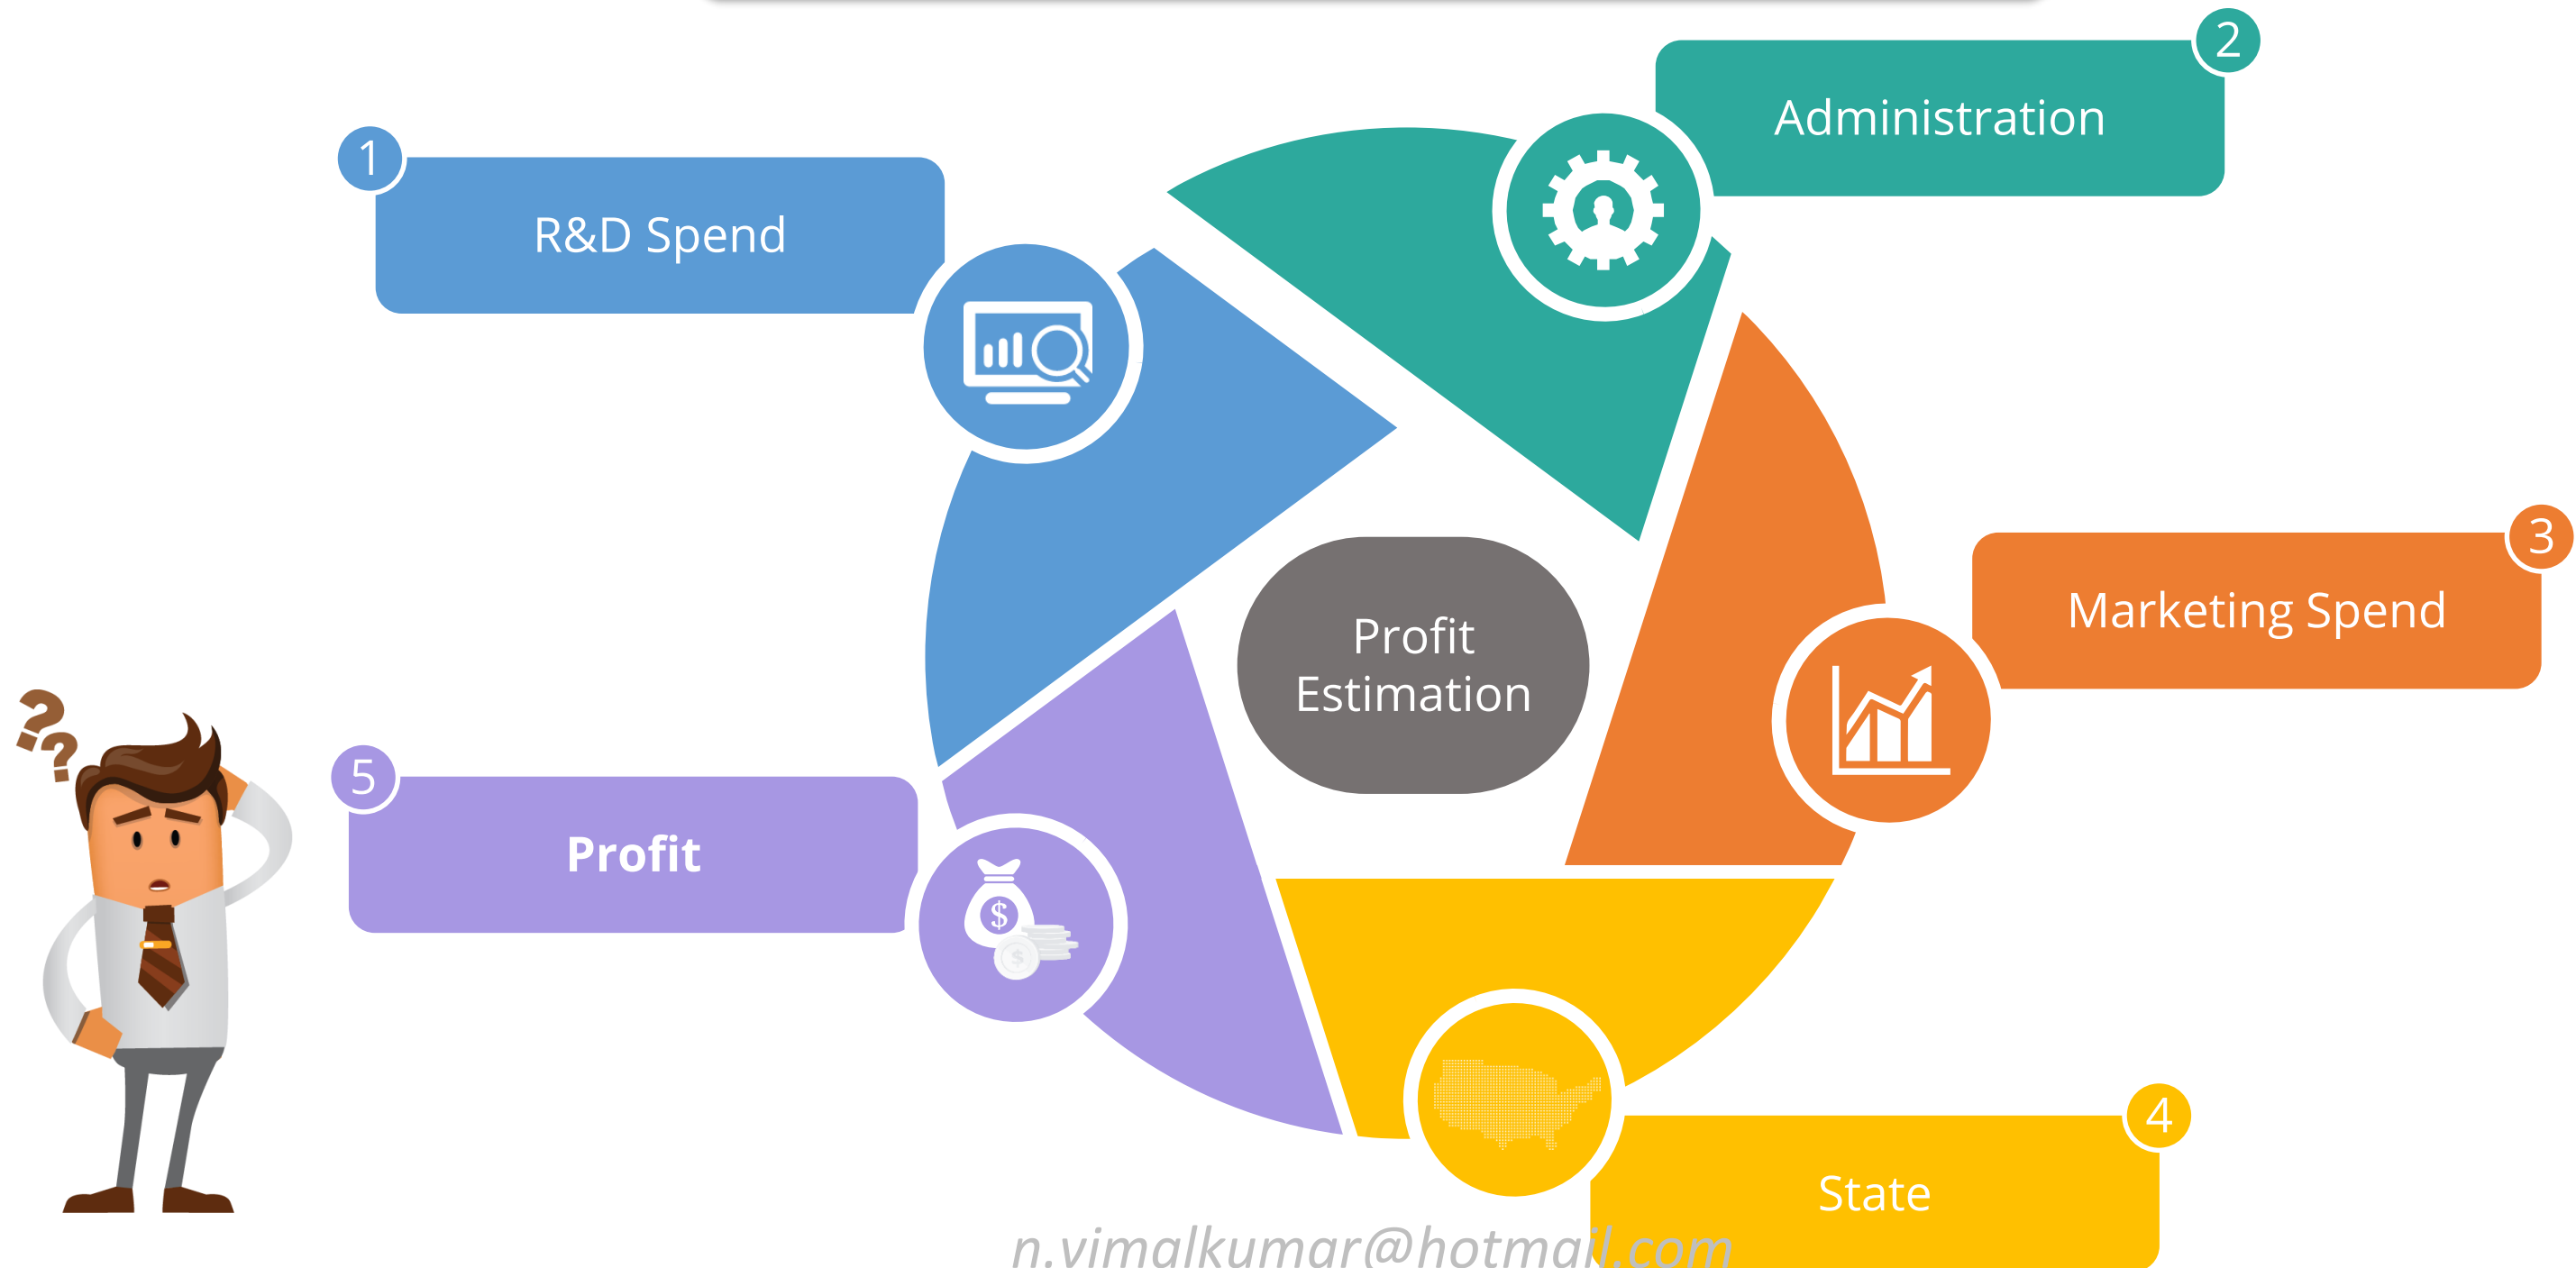 1
R&D Spend
2
Administration
3
Marketing Spend
4
State
5
Profit
$
$
Profit
Estimation
?
?
n.vimalkumar@hotmail.com